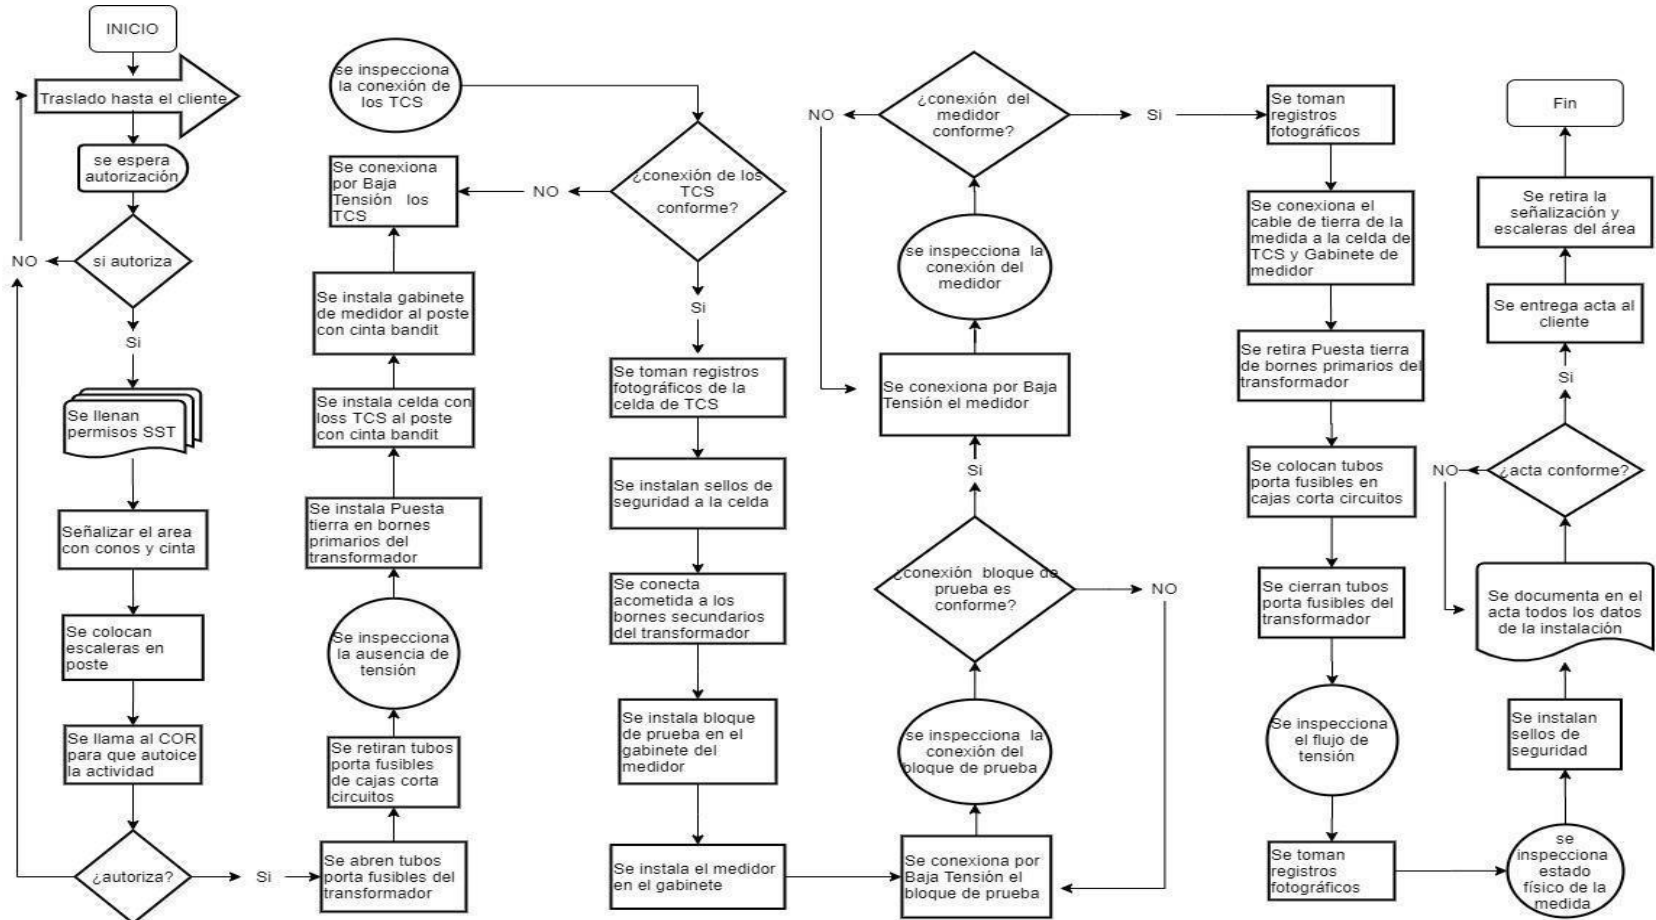 INICIO
Traslado hasta el cliente
se espera
autorización
si autoriza
NO
Si
Se llenan
permisos SST
Señalizar el area
con conos y cinta
Se colocan
escaleras en
poste
Se llama al COR
para que autoice
la actividad
¿autoriza?
Si
Se abren tubos
porta fusibles del
transformador
Se retiran tubos
porta fusibles
de cajas corta
circuitos
Se inspecciona
la ausencia de
tensión
Se instala Puesta
tierra en bornes
primarios del
transformador
Se instala celda con
loss TCS al poste
con cinta bandit
Se instala gabinete
de medidor al poste
con cinta bandit
Se conexiona
por Baja
Tensión los
TCS
se inspecciona
la conexión de
los TCS
¿conexión de los
TCS
conforme?
NO
Si
Se toman registros
fotográficos de la
celda de TCS
Se instalan sellos de
seguridad a la celda
Se conecta
acometida a los
bornes secundarios
del transformador
Se instala bloque
de prueba en el
gabinete del
medidor
Se instala el medidor
en el gabinete
Se conexiona por
Baja Tensión el
bloque de prueba
se inspecciona la
conexión del
bloque de prueba
¿conexión bloque de
prueba es
conforme?
NO
Si
Se conexiona por Baja
Tensión el medidor
se inspecciona la
conexión del
medidor
¿conexión del
medidor
conforme?
NO
Si
Se toman
registros
fotográficos
Se conexiona el
cable de tierra de la
medida a la celda de
TCS y Gabinete de
medidor
Se retira Puesta tierra
de bornes primarios del
transformador
Se colocan tubos
porta fusibles en
cajas corta circuitos
Se cierran tubos
porta fusibles del
transformador
Se inspecciona
el flujo de
tensión
Se toman
registros
fotográficos
se
inspecciona
estado
físico de la
medida
Se instalan
sellos de
seguridad
Se documenta en el
acta todos los datos
de la instalación
¿acta conforme?
NO
Si
Se entrega acta al
cliente
Se retira la
señalización y
escaleras del área
Fin